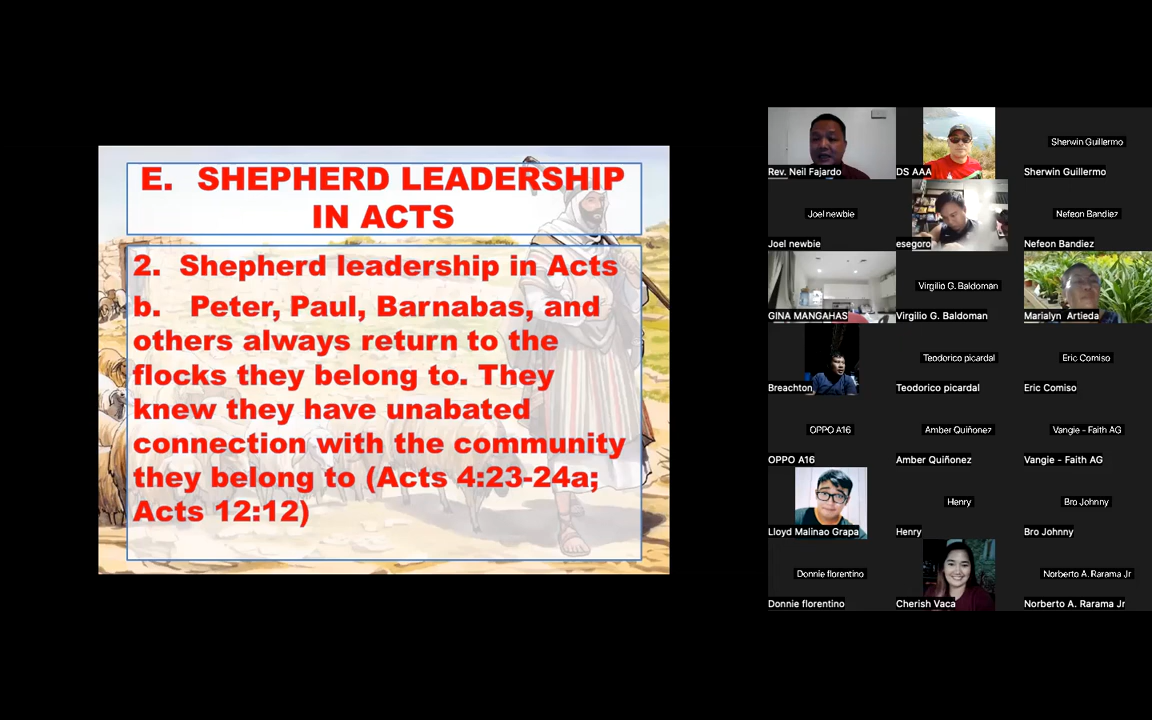 E. SHEPHERD LEADERSHIP
IN ACTS
2. Shepherd leadership in Acts
b. Peter, Paul, Barnabas, and
others always return to the
flocks they belong to. They
knew they have unabated
connection with the community
they belong to (Acts 4:23-24a;
Acts 12:12)
Rev. Neil Fajardo
DS AAA
Sherwin Guillermo
Sherwin Guillermo
Joel newbie
Joel newbie
esegoro
Nefeon Bandiez
Nefeon Bandiez
GINA MANGAHAS
Virgilio G. Baldoman
Virgilio G. Baldoman
Marialyn Artieda
Breachton
Teodorico picardal
Teodorico picardal
Eric Comiso
Eric Comiso
OPPO A16
OPPO A16
Amber Quiñonez
Amber Quiñonez
Vangie - Faith AG
Vangie - Faith AG
Lloyd Malinao Grapa
Henry
Henry
Bro Johnny
Bro Johnny
Donnie florentino
Donnie florentino
Cherish Vaca
Norberto A. Rarama Jr
Norberto A. Rarama Jr